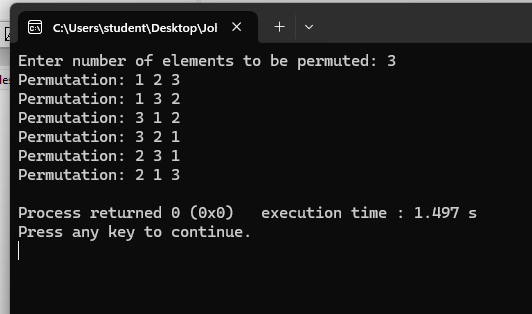 C:\Users\student\Desktop\Jol
Enter number of elements to be permuted: 3
Permutation: 1 2 3
Permutation: 1 3 2
Permutation: 3 1 2
Permutation: 3 2 1
Permutation: 2 3 1
Permutation: 2 1 3
Process returned 0 (0x0)   execution time : 1.497 s
Press any key to continue.